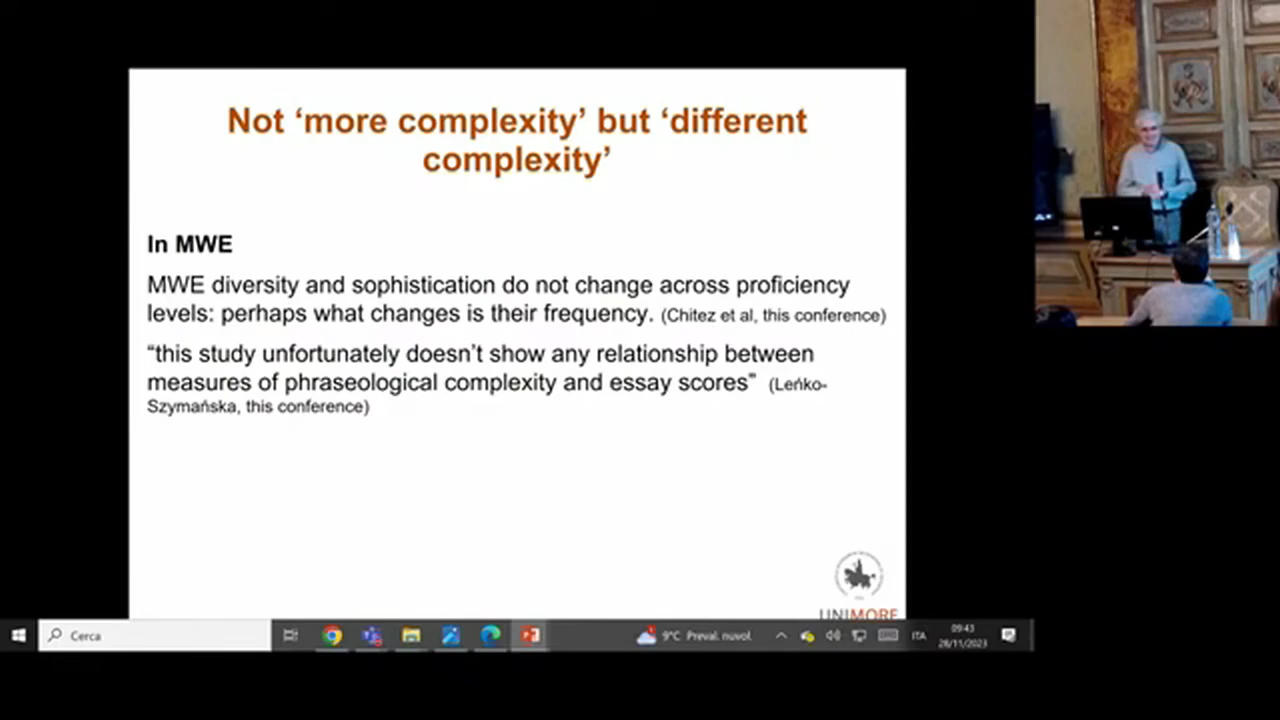 Not ‘more complexity’ but ‘different
complexity’
In MWE
MWE diversity and sophistication do not change across proficiency
levels: perhaps what changes is their frequency. (Chitez et al, this conference)
“this study unfortunately doesn’t show any relationship between
measures of phraseological complexity and essay scores” (Leńko-
Szymańska, this conference)
UNIMORE
Cerca
9°C Preval. nuvol.
ITA
09:43
28/11/2023